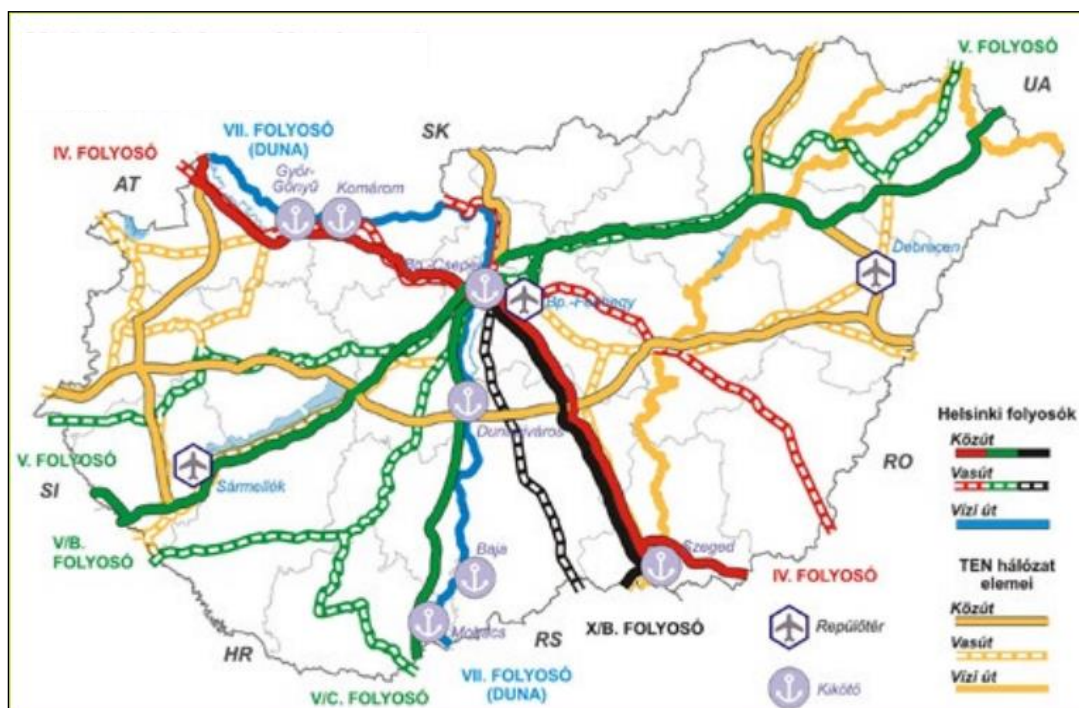 V. FOLYOSÓ
UA
VII. FOLYOSÓ
(DUNA)
SK
IV. FOLYOSÓ
AT
Győr-
Gönyű
Komárom
Bp.-Csepel
Debrecen
Bp.-Ferihegy
Dunaújváros
V. FOLYOSÓ
SI
Sármellék
RO
V/B.
FOLYOSÓ
Baja
Szeged
IV. FOLYOSÓ
Mohács
HR
RS
X/B. FOLYOSÓ
VII. FOLYOSÓ
(DUNA)
V/C. FOLYOSÓ
Repülőtér
Kikötő
Helsinki folyosók
Közút
Vasút
Vízi út
TEN hálózat
elemei
Közút
Vasút
Vízi út